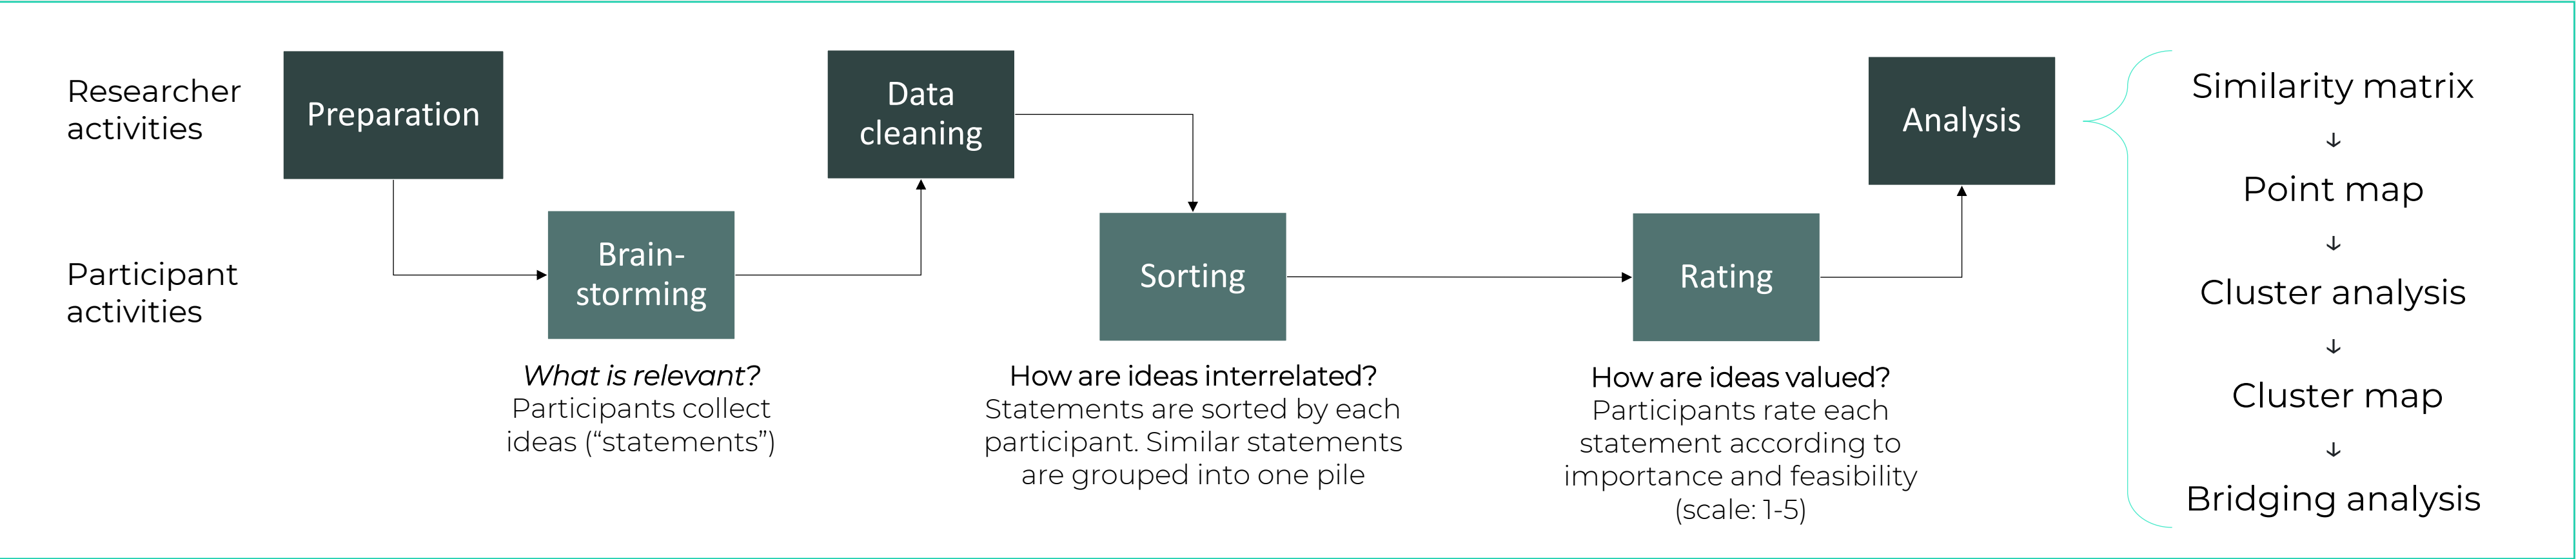 Researcher
activities
Preparation
Data
cleaning
Analysis
Participant
activities
Brain-
storming
Sorting
Rating
What is relevant?
Participants collect
ideas (“statements”)
How are ideas interrelated?
Statements are sorted by each
participant. Similar statements
are grouped into one pile
How are ideas valued?
Participants rate each
statement according to
importance and feasibility
(scale: 1-5)
Similarity matrix
↓
Point map
↓
Cluster analysis
↓
Cluster map
↓
Bridging analysis